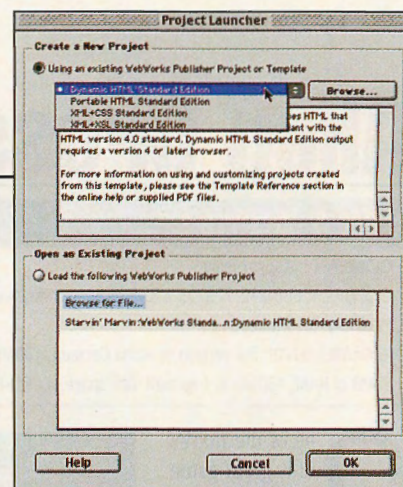 Project Launcher
Create a New Project
Using an existing WebWorks Publisher Project or Template
Dynamic HTML Standard Edition
Browse...
Portable HTML Standard Edition
XML+CSS Standard Edition
XML+XSL Standard Edition
es HTML that
ant with the
HTML version 4.0 standard. Dynamic HTML Standard Edition output
requires a version 4 or later browser.
For more information on using and customizing projects created
from this template, please see the Template Reference section in
the online help or supplied PDF files.
Open an Existing Project
Load the following WebWorks Publisher Project
Browse for File...
Starvin' Marvin:WebWorks Standa...n:Dynamic HTML Standard Edition
Help
Cancel
OK